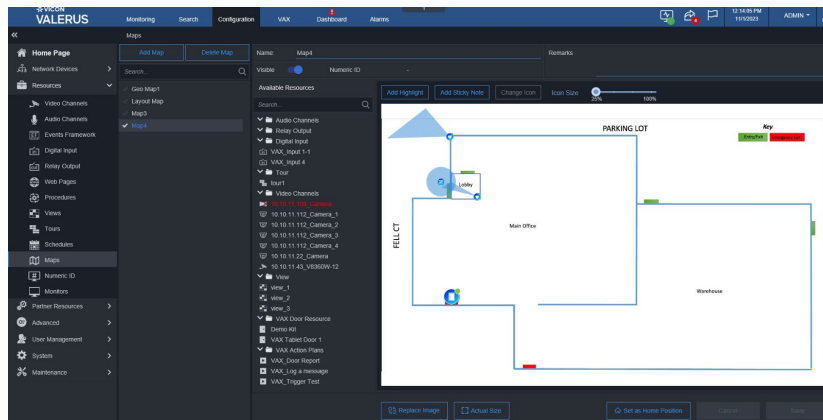 VICON
VALERUS
Monitoring Search Configuration VAX Dashboard Alarms
12:14:05 PM
11/1/2023
ADMIN
4
Maps
Home Page
Network Devices
Resources
Video Channels
Audio Channels
Events Framework
Digital Input
Relay Output
Web Pages
Procedures
Views
Tours
Schedules
Maps
Numeric ID
Monitors
Partner Resources
Advanced
User Management
System
Maintenance
Add Map Delete Map
Search...
Geo Map1
Layout Map
Map3
Map4
Name: Map4
Remarks
Visible Numeric ID -
Available Resources
Search...
Audio Channels
Relay Output
Digital Input
VAX_Input 1-1
VAX_Input 4
Tour
tour1
Video Channels
10.10.11.112_Camera_1
10.10.11.112_Camera_2
10.10.11.112_Camera_3
10.10.11.112_Camera_4
10.10.11.22_Camera
10.10.11.43_V8360W-12
View
view_1
view_2
view_3
VAX Door Resource
Demo Kit
VAX Tablet Door 1
VAX Action Plans
VAX_Door Report
VAX_Log a message
VAX_Trigger Test
Add Highlight Add Sticky Note Change Icon Icon Size
25% 100%
PARKING LOT
Key
Lobby
Main Office
FELL CT
Warehouse
Replace Image Actual Size Set as Home Position Cancel Save